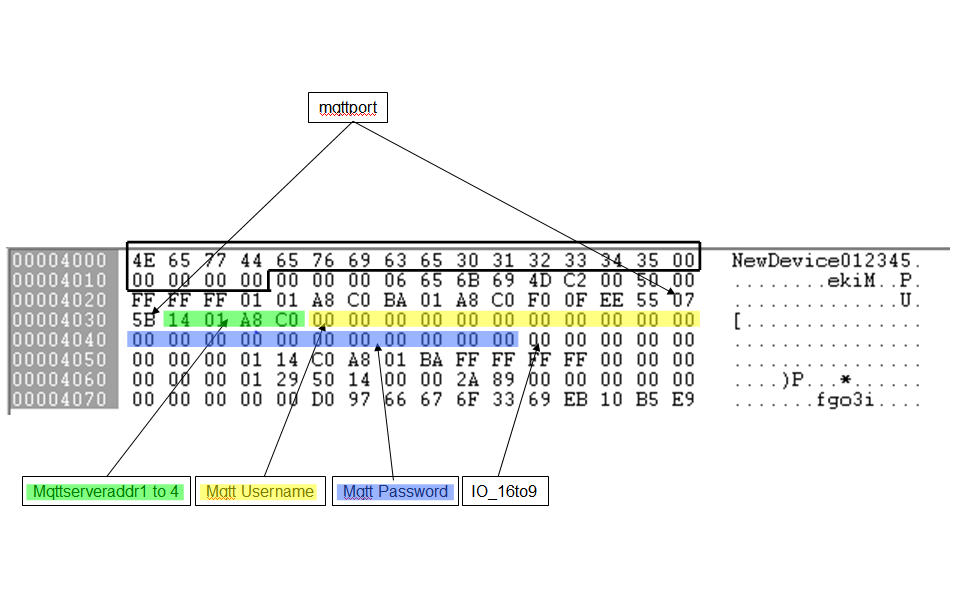 mqttport
00004000 4E 65 77 44 65 76 69 63 65 30 31 32 33 34 35 00 NewDevice012345.
00004010 00 00 00 00 00 00 00 06 65 6B 69 4D C2 00 50 00 ........ekiM..P
00004020 FF FF FF 01 01 A8 C0 BA 01 A8 C0 F0 0F EE 55 07 U.
00004030 5B 14 01 A8 C0 00 00 00 00 00 00 00 00 00 00 00 [...............
00004040 00 00 00 00 00 00 00 00 00 00 00 00 00 00 00 00 ................
00004050 00 00 00 01 14 C0 A8 01 BA FF FF FF FF 00 00 00 ................
00004060 00 00 00 01 29 50 14 00 00 2A 89 00 00 00 00 00 ....)P...*......
00004070 00 00 00 00 00 D0 97 66 67 6F 33 69 EB 10 B5 E9 .......fgo3i....
Mqttserveraddr1 to 4 Mqtt Username Mqtt Password IO_16to9